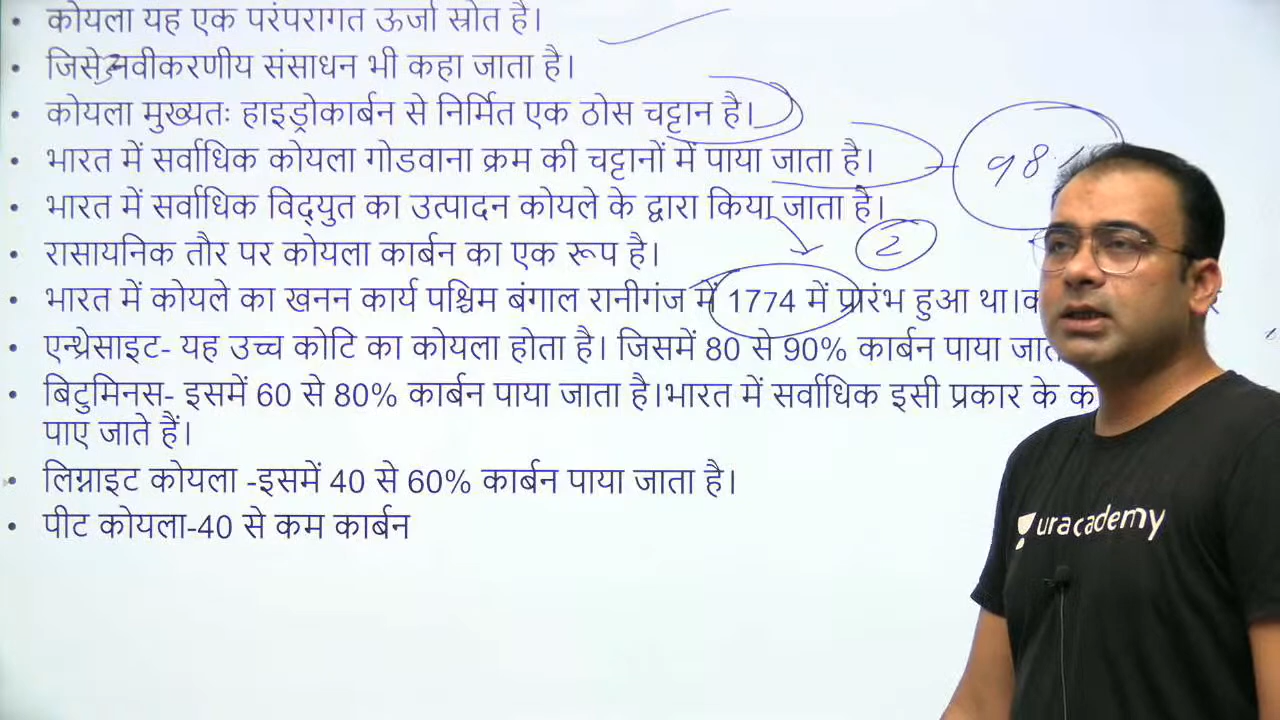 कोयला यह एक परंपरागत ऊर्जा स्रोत है।
जिसे नवीकरणीय संसाधन भी कहा जाता है।
कोयला मुख्यतः हाइड्रोकार्बन से निर्मित एक ठोस चट्टान है।
भारत में सर्वाधिक कोयला गोडवाना क्रम की चट्टानों में पाया जाता है। 98
भारत में सर्वाधिक विद्युत का उत्पादन कोयले के द्वारा किया जाता है।
2
रासायनिक तौर पर कोयला कार्बन का एक रूप है।
भारत में कोयले का खनन कार्य पश्चिम बंगाल रानीगंज में 1774 में प्रारंभ हुआ था।
एन्थ्रेसाइट- यह उच्च कोटि का कोयला होता है। जिसमें 80 से 90% कार्बन पाया
बिटुमिनस- इसमें 60 से 80% कार्बन पाया जाता है।भारत में सर्वाधिक इसी प्रकार के
पाए जाते हैं।
लिग्नाइट कोयला -इसमें 40 से 60% कार्बन पाया जाता है।
पीट कोयला-40 से कम कार्बन
uracademy